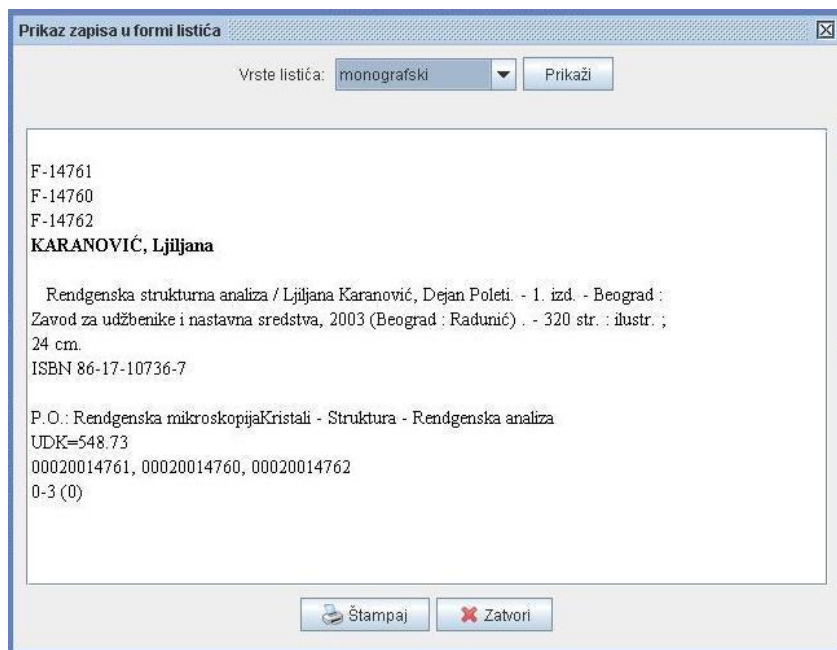 Prikaz zapisa u formi listića
Vrste listića: monografski Prikaži
F-14761
F-14760
F-14762
KARANOVIĆ, Ljiljana
Rendgenska strukturna analiza / Ljiljana Karanović, Dejan Poleti. - 1. izd. - Beograd :
Zavod za udžbenike i nastavna sredstva, 2003 (Beograd : Radunić) . - 320 str. : ilustr. ;
24 cm.
ISBN 86-17-10736-7
P.O.: Rendgenska mikroskopijaKristali - Struktura - Rendgenska analiza
UDK=548.73
00020014761, 00020014760, 00020014762
0-3 (0)
Štampaj Zatvori